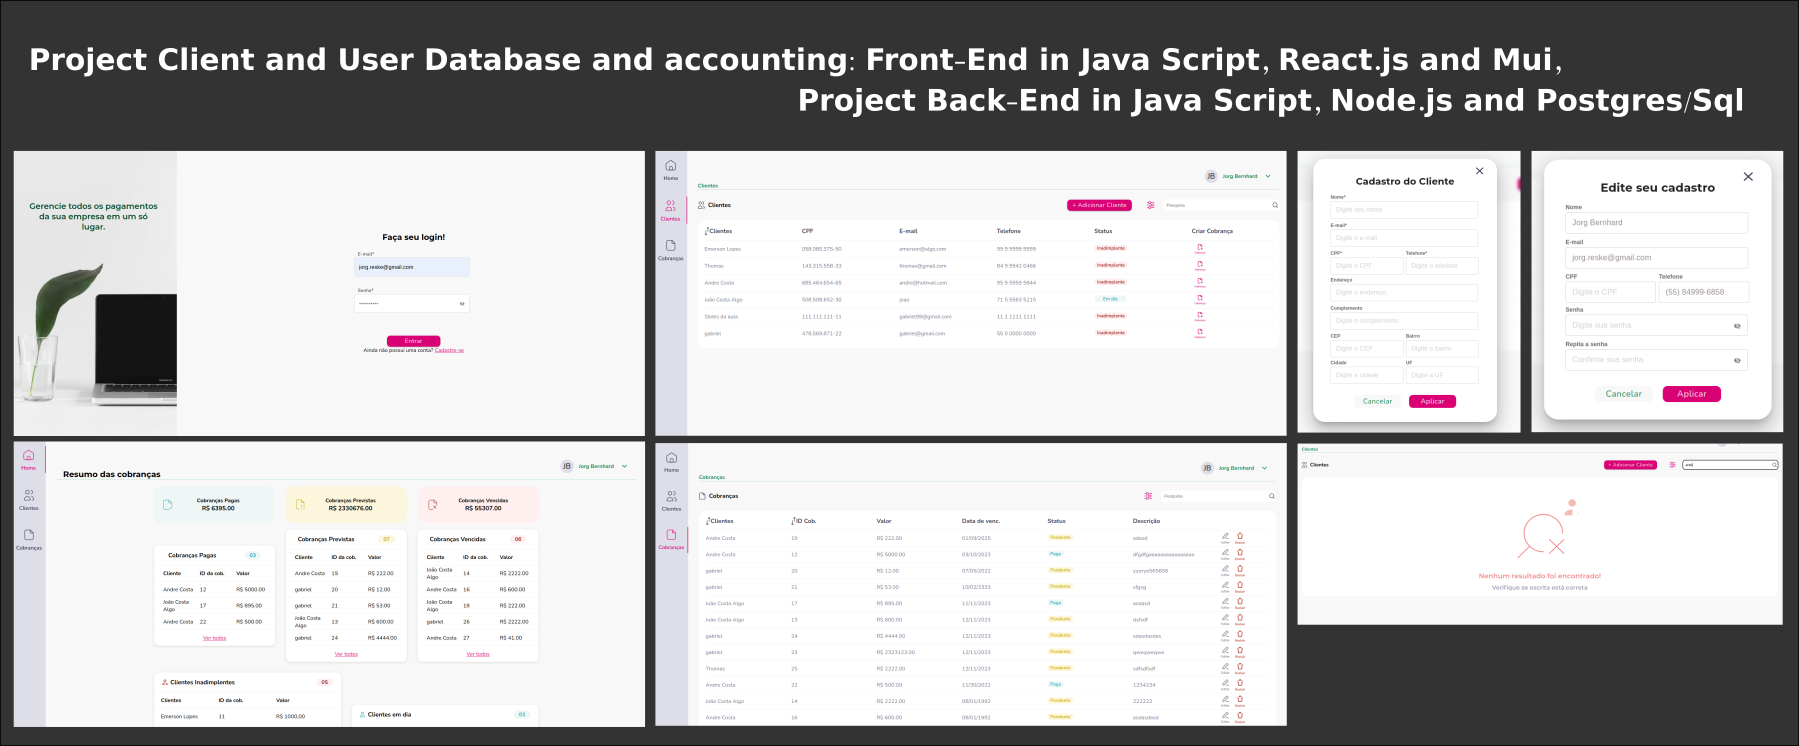 Project Client and User Database and accounting: Front-End in Java Script, React.js and Mui,
Project Back-End in Java Script, Node.js and Postgres/Sql
Gerencie todos os pagamentos
da sua empresa em um só
lugar.
Faça seu login!
E-mail*
jorg.reske@gmail.com
Senha*
Entrar
Ainda não possui uma conta? Cadastre-se
Home
Clientes
Cobranças
JB Jorg Bernhard
Clientes
Clientes
+ Adicionar Cliente
Pesquisa
Clientes CPF E-mail Telefone Status Criar Cobrança
Emerson Lopes 098.080.375-90 emerson@algo.com 99 9 9999 9999 Inadimplente
Thomas 143.315.558-33 thomas@gmail.com 84 9 9942 0466 Inadimplente
Andre Costa 885.464.654-65 andre@hotmail.com 95 9 5959 5844 Inadimplente
João Costa Algo 508.508.652-30 joao 71 5 5563 5215 Em dia
Slides da aula 111.111.111-11 gabriel99@gmail.com 11 1 1111 1111 Inadimplente
gabriel 478.569.871-22 gabriel@gmail.com 55 0 0000 0000 Inadimplente
Cadastro do Cliente
Nome*
Digite seu nome
E-mail*
Digite o e-mail
CPF* Telefone*
Digite o CPF Digite o telefone
Endereço
Digite o endereço
Complemento
Digite o complemento
CEP Bairro
Digite o CEP Digite o bairro
Cidade UF
Digite a cidade Digite a UF
Cancelar Aplicar
Edite seu cadastro
Nome
Jorg Bernhard
E-mail
jorg.reske@gmail.com
CPF Telefone
Digite o CPF (55) 84999-6858
Senha
Digite sua senha
Repita a senha
Confirme sua senha
Cancelar Aplicar
Home
Clientes
Cobranças
Resumo das cobranças
JB Jorg Bernhard
Cobranças Pagas
R$ 6395.00
Cobranças Previstas
R$ 2330676.00
Cobranças Vencidas
R$ 55307.00
Cobranças Pagas 03
Cliente ID da cob. Valor
Andre Costa 12 R$ 5000.00
João Costa
Algo 17 R$ 895.00
Andre Costa 22 R$ 500.00
Ver todos
Cobranças Previstas 07
Cliente ID da cob. Valor
Andre Costa 19 R$ 222.00
gabriel 20 R$ 12.00
gabriel 21 R$ 53.00
João Costa
Algo 13 R$ 600.00
gabriel 24 R$ 4444.00
Ver todos
Cobranças Vencidas 06
Cliente ID da cob. Valor
João Costa
Algo 14 R$ 2222.00
Andre Costa 16 R$ 600.00
João Costa
Algo 18 R$ 222.00
gabriel 26 R$ 2222.00
Andre Costa 27 R$ 41.00
Ver todos
Clientes Inadimplentes 05
Clientes ID da cob. Valor
Emerson Lopes 11 R$ 1000,00
Clientes em dia 01
Home
Clientes
Cobranças
JB Jorg Bernhard
Cobranças
Cobranças
Pesquisa
Clientes ID Cob. Valor Data de venc. Status Descrição
Andre Costa 19 R$ 222.00 01/09/2025 Pendente sdasd
Andre Costa 12 R$ 5000.00 03/10/2023 Paga
gabriel 20 R$ 12.00 07/05/2022 Pendente
gabriel 21 R$ 53.00 10/02/3333 Pendente sfgsg
João Costa Algo 17 R$ 895.00 11/11/2023 Paga asdasd
João Costa Algo 13 R$ 600.00 12/11/2023 Pendente dsfsdf
gabriel 24 R$ 4444.00 12/11/2023 Pendente sdasdasdas
gabriel 23 R$ 2323123.00 12/11/2023 Pendente qweqweqwe
Thomas 25 R$ 2222.00 12/11/2023 Pendente sdfsdfsdf
Andre Costa 22 R$ 500.00 11/30/2022 Paga 1234234
João Costa Algo 14 R$ 2222.00 08/01/1992 Pendente 222222
Andre Costa 16 R$ 600.00 08/01/1992 Pendente asdasdasd
Clientes
Clientes
+ Adicionar Cliente
Nenhum resultado foi encontrado!
Verifique se escrita está correta